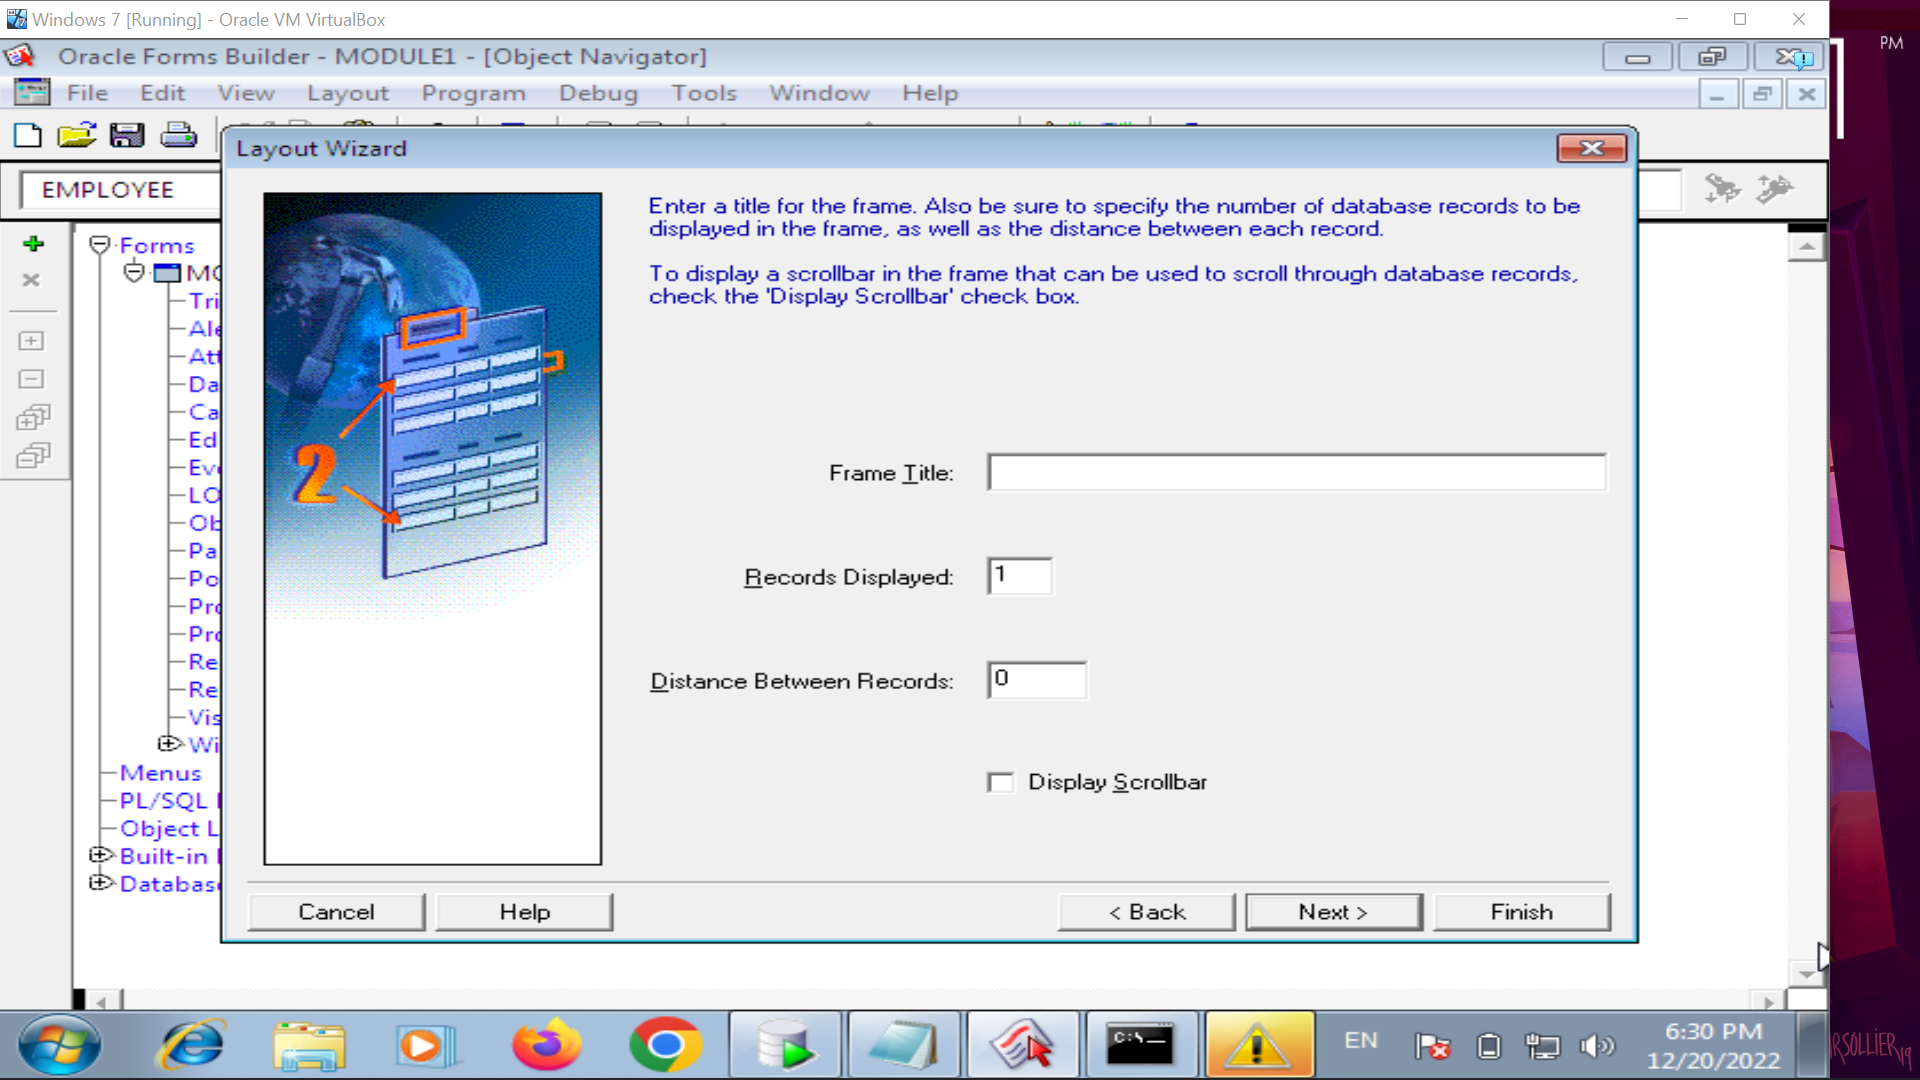 Windows 7 [Running] - Oracle VM VirtualBox
PM
Oracle Forms Builder - MODULE1 - [Object Navigator]
File Edit View Layout Program Debug Tools Window Help
Layout Wizard
EMPLOYEE
Enter a title for the frame. Also be sure to specify the number of database records to be
displayed in the frame, as well as the distance between each record.
To display a scrollbar in the frame that can be used to scroll through database records,
check the 'Display Scrollbar' check box.
Forms
MO
Tri
Ale
Att
Da
Ca
Ed
Eve
LO
Ob
Pa
Po
Pro
Pro
Re
Re
Vis
Wi
Menus
PL/SQL
Object L
Built-in
Databas
2
Frame Title:
Records Displayed: 1
Distance Between Records: 0
Display Scrollbar
Cancel Help < Back Next > Finish
C:\_
EN
6:30 PM
12/20/2022